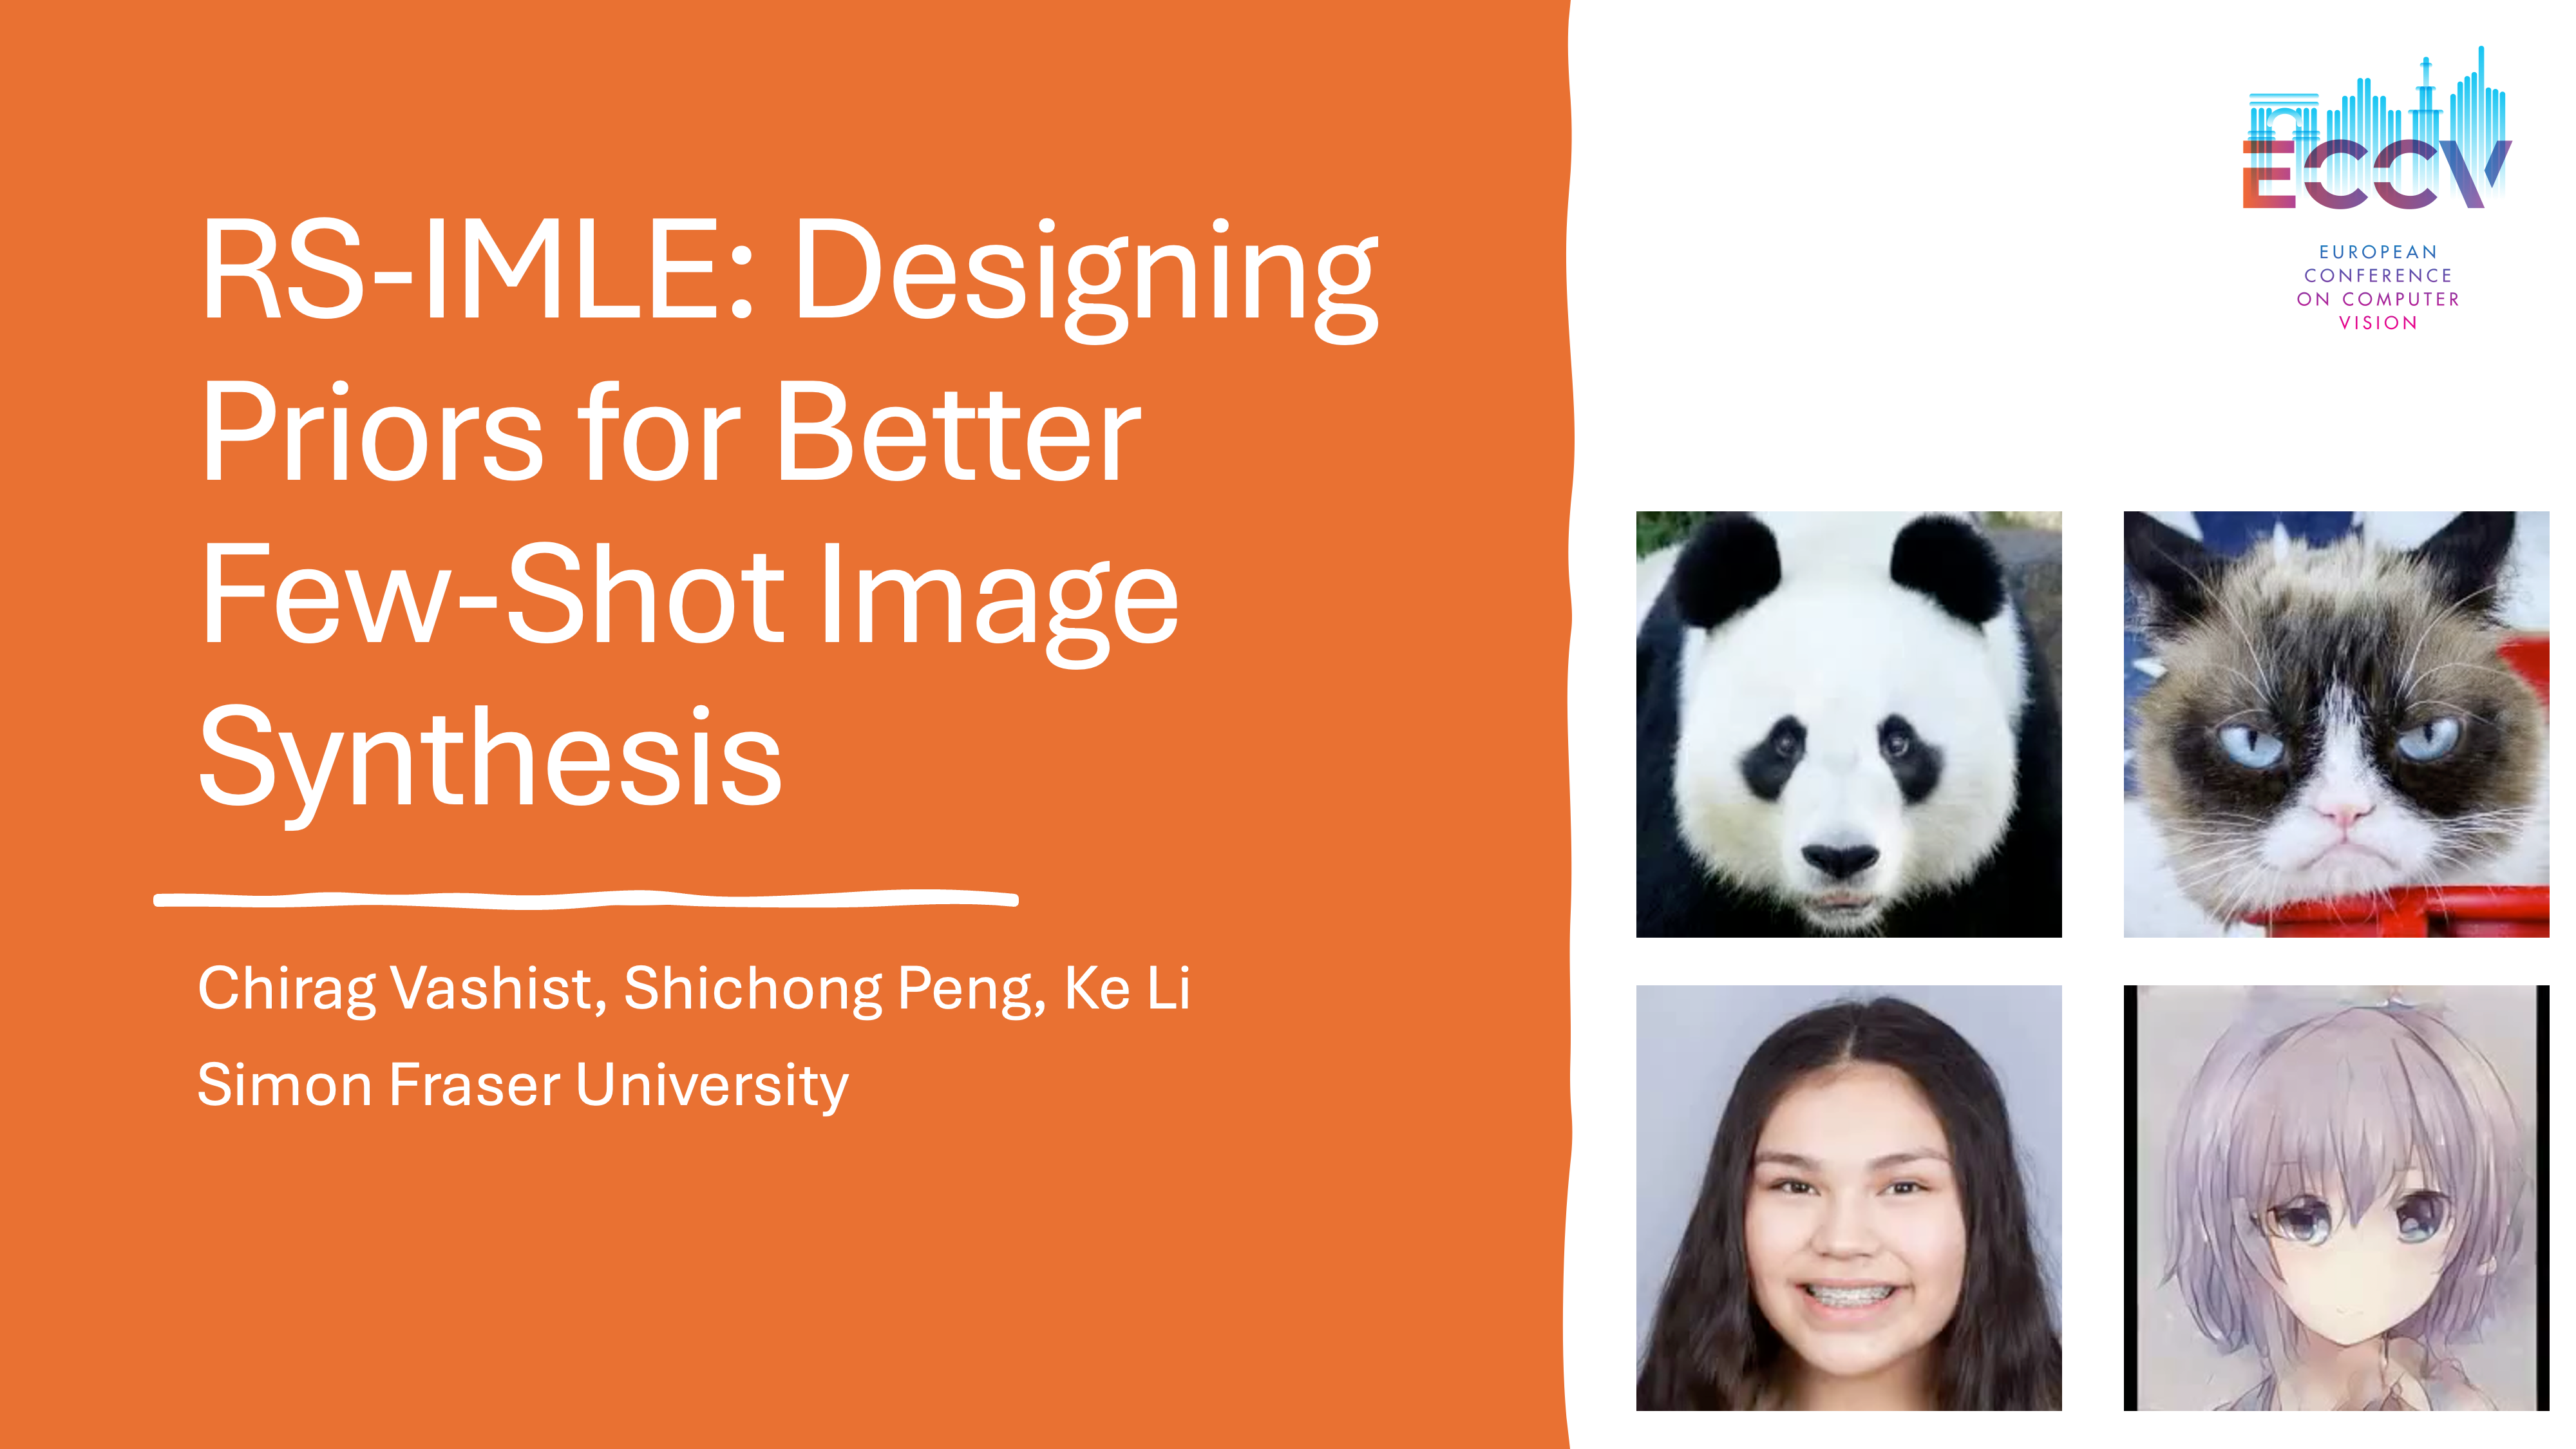 RS-IMLE: Designing
Priors for Better
Few-Shot Image
Synthesis
Chirag Vashist, Shichong Peng, Ke Li
Simon Fraser University
ECCV
EUROPEAN
CONFERENCE
ON COMPUTER
VISION